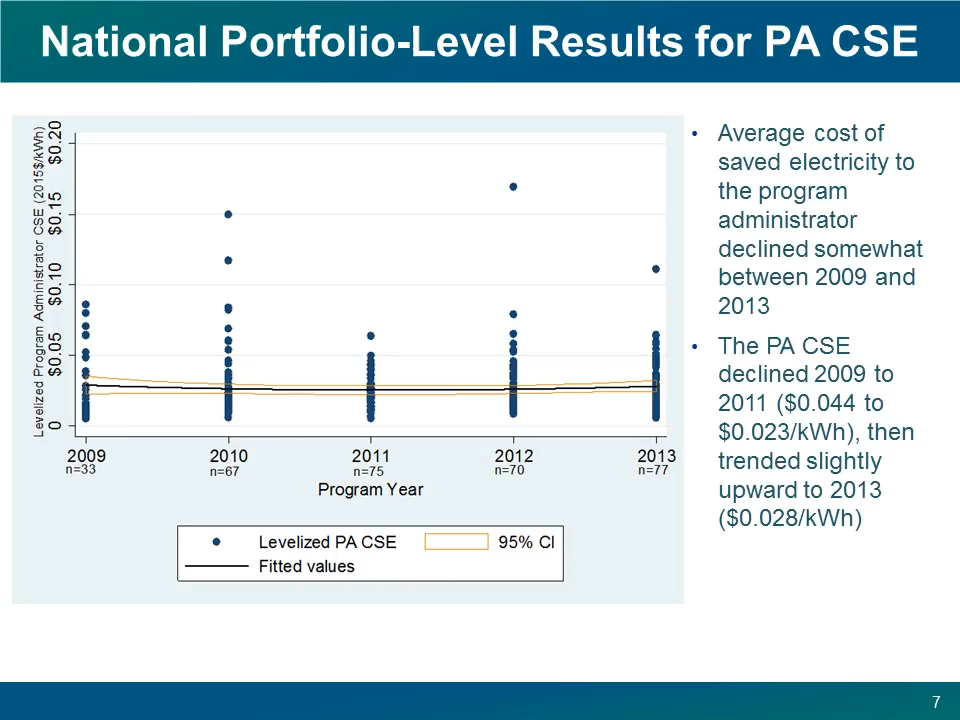 National Portfolio-Level Results for PA CSE
Levelized Program Administrator CSE (2015$/kWh)
$0.20
$0.15
$0.10
$0.05
0
2009 2010 2011 2012 2013
n=33 n=67 n=75 n=70 n=77
Program Year
Levelized PA CSE 95% CI
Fitted values
• Average cost of
saved electricity to
the program
administrator
declined somewhat
between 2009 and
2013
• The PA CSE
declined 2009 to
2011 ($0.044 to
$0.023/kWh), then
trended slightly
upward to 2013
($0.028/kWh)
7